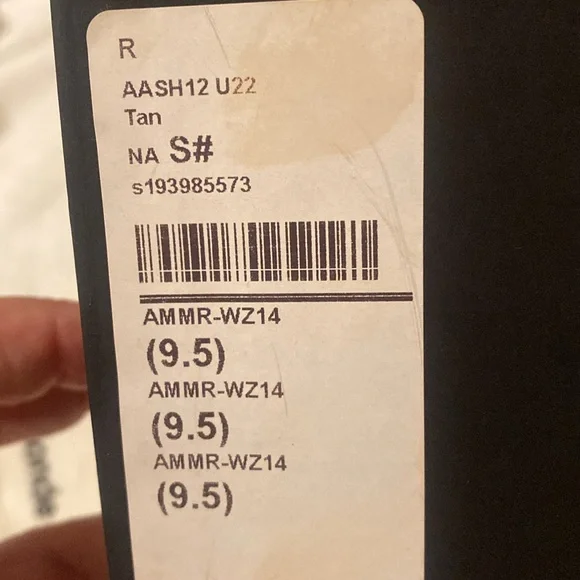 R
AASH12 U22
Tan
NA S#
s193985573
AMMR-WZ14
(9.5)
AMMR-WZ14
(9.5)
AMMR-WZ14
(9.5)